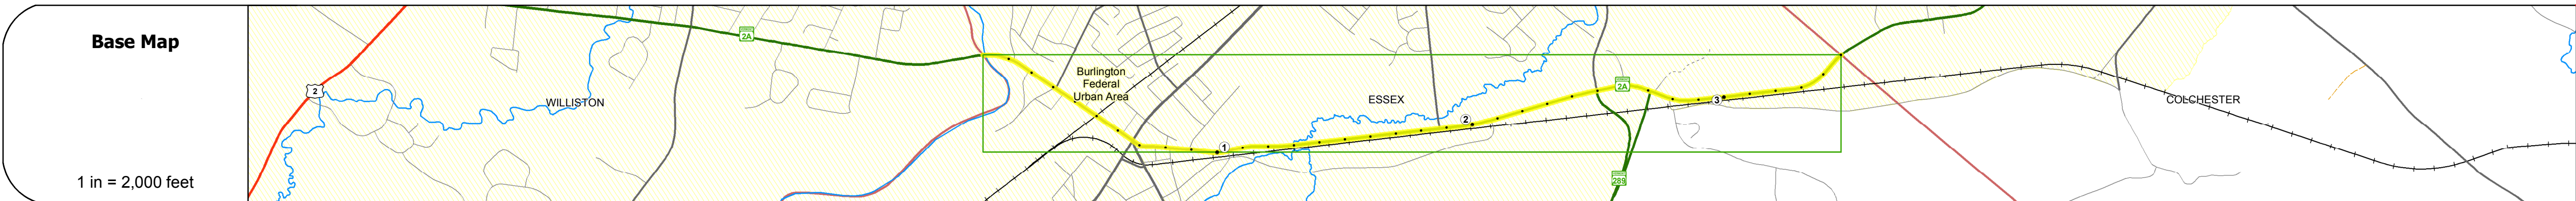 Base Map
1 in = 2,000 feet
2
WILLISTON
2A
Burlington
Federal
Urban Area
1
ESSEX
2
2A
289
3
COLCHESTER